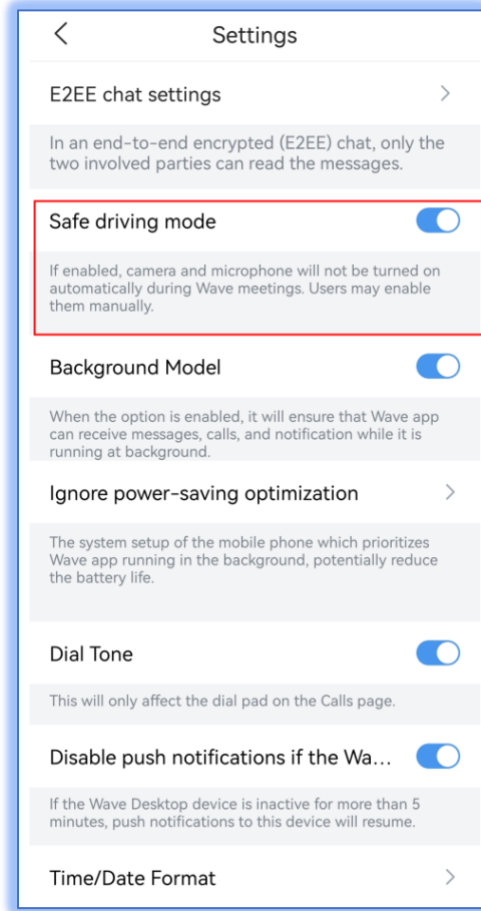 Settings
E2EE chat settings
In an end-to-end encrypted (E2EE) chat, only the
two involved parties can read the messages.
Safe driving mode
If enabled, camera and microphone will not be turned on
automatically during Wave meetings. Users may enable
them manually.
Background Model
When the option is enabled, it will ensure that Wave app
can receive messages, calls, and notification while it is
running at background.
Ignore power-saving optimization
The system setup of the mobile phone which prioritizes
Wave app running in the background, potentially reduce
the battery life.
Dial Tone
This will only affect the dial pad on the Calls page.
Disable push notifications if the Wa...
If the Wave Desktop device is inactive for more than 5
minutes, push notifications to this device will resume.
Time/Date Format